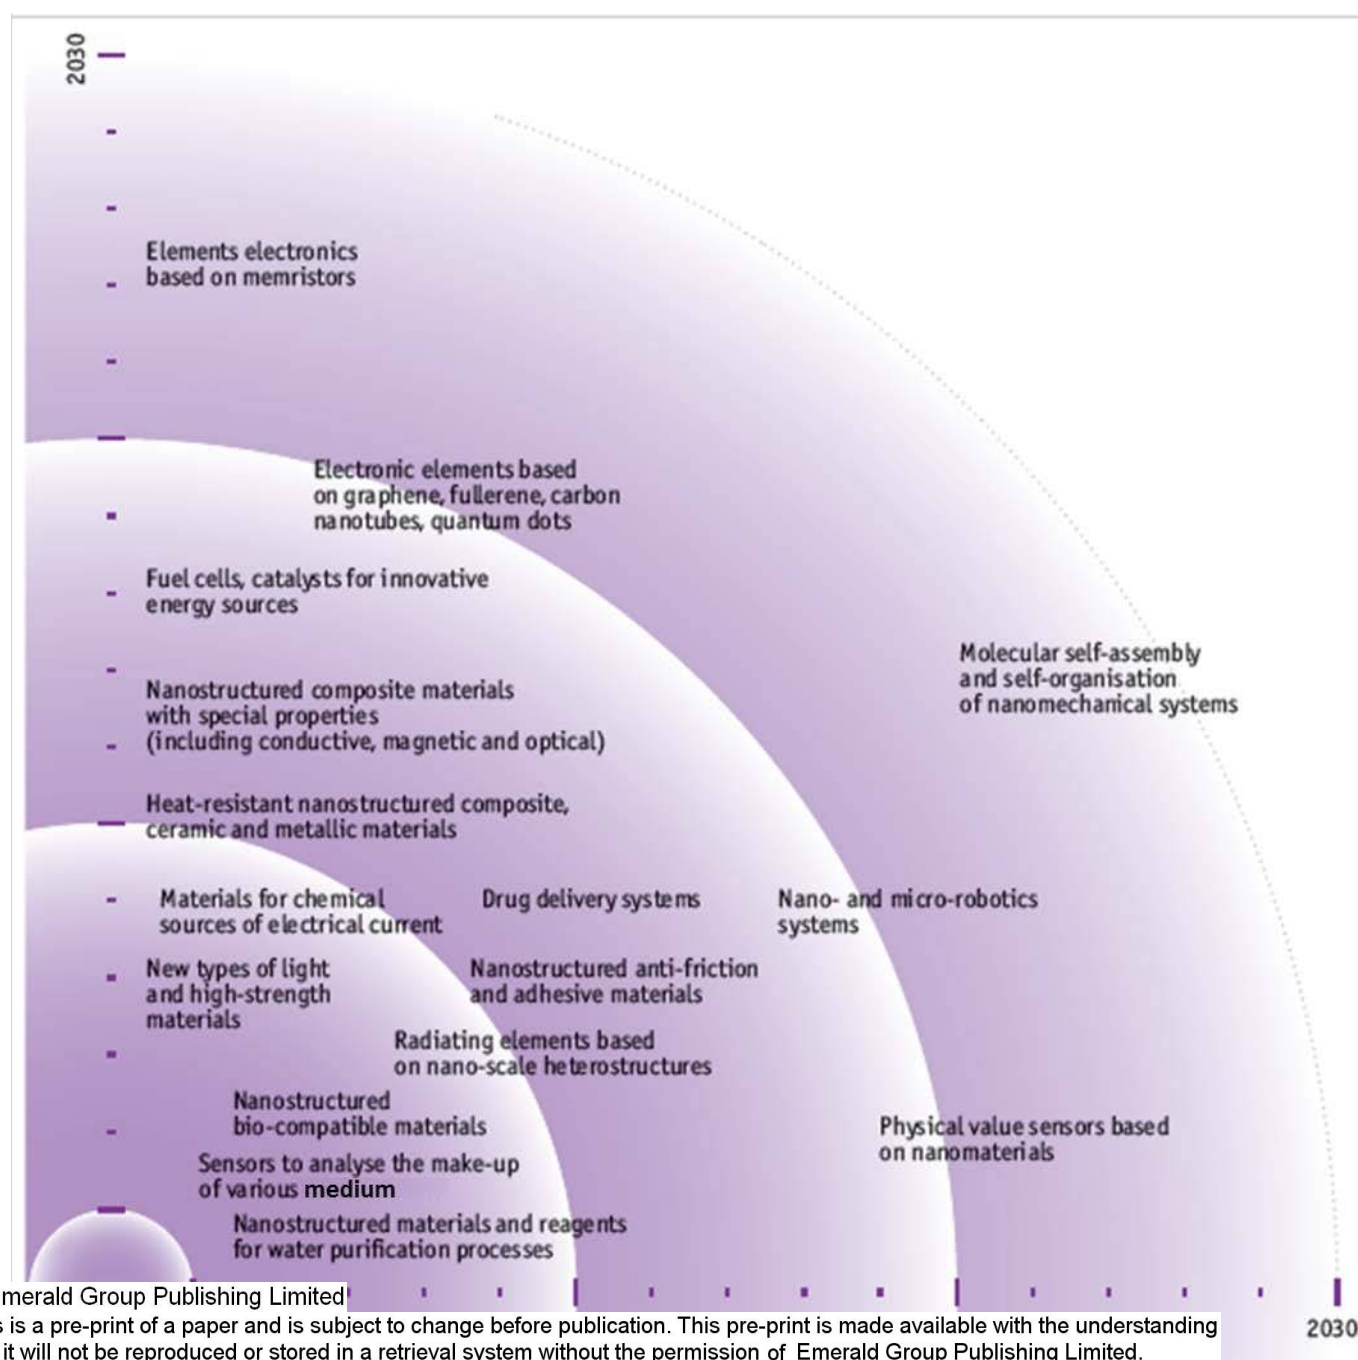 2030
Elements electronics
based on memristors
Electronic elements based
on graphene, fullerene, carbon
nanotubes, quantum dots
Fuel cells, catalysts for innovative
energy sources
Molecular self-assembly
and self-organisation
of nanomechanical systems
Nanostructured composite materials
with special properties
(including conductive, magnetic and optical)
Heat-resistant nanostructured composite,
ceramic and metallic materials
Materials for chemical
sources of electrical current
Drug delivery systems
Nano- and micro-robotics
systems
New types of light
and high-strength
materials
Nanostructured anti-friction
and adhesive materials
Radiating elements based
on nano-scale heterostructures
Nanostructured
bio-compatible materials
Physical value sensors based
on nanomaterials
Sensors to analyse the make-up
of various medium
Nanostructured materials and reagents
for water purification processes
merald Group Publishing Limited
s is a pre-print of a paper and is subject to change before publication. This pre-print is made available with the understanding
it will not be reproduced or stored in a retrieval system without the permission of Emerald Group Publishing Limited.
2030